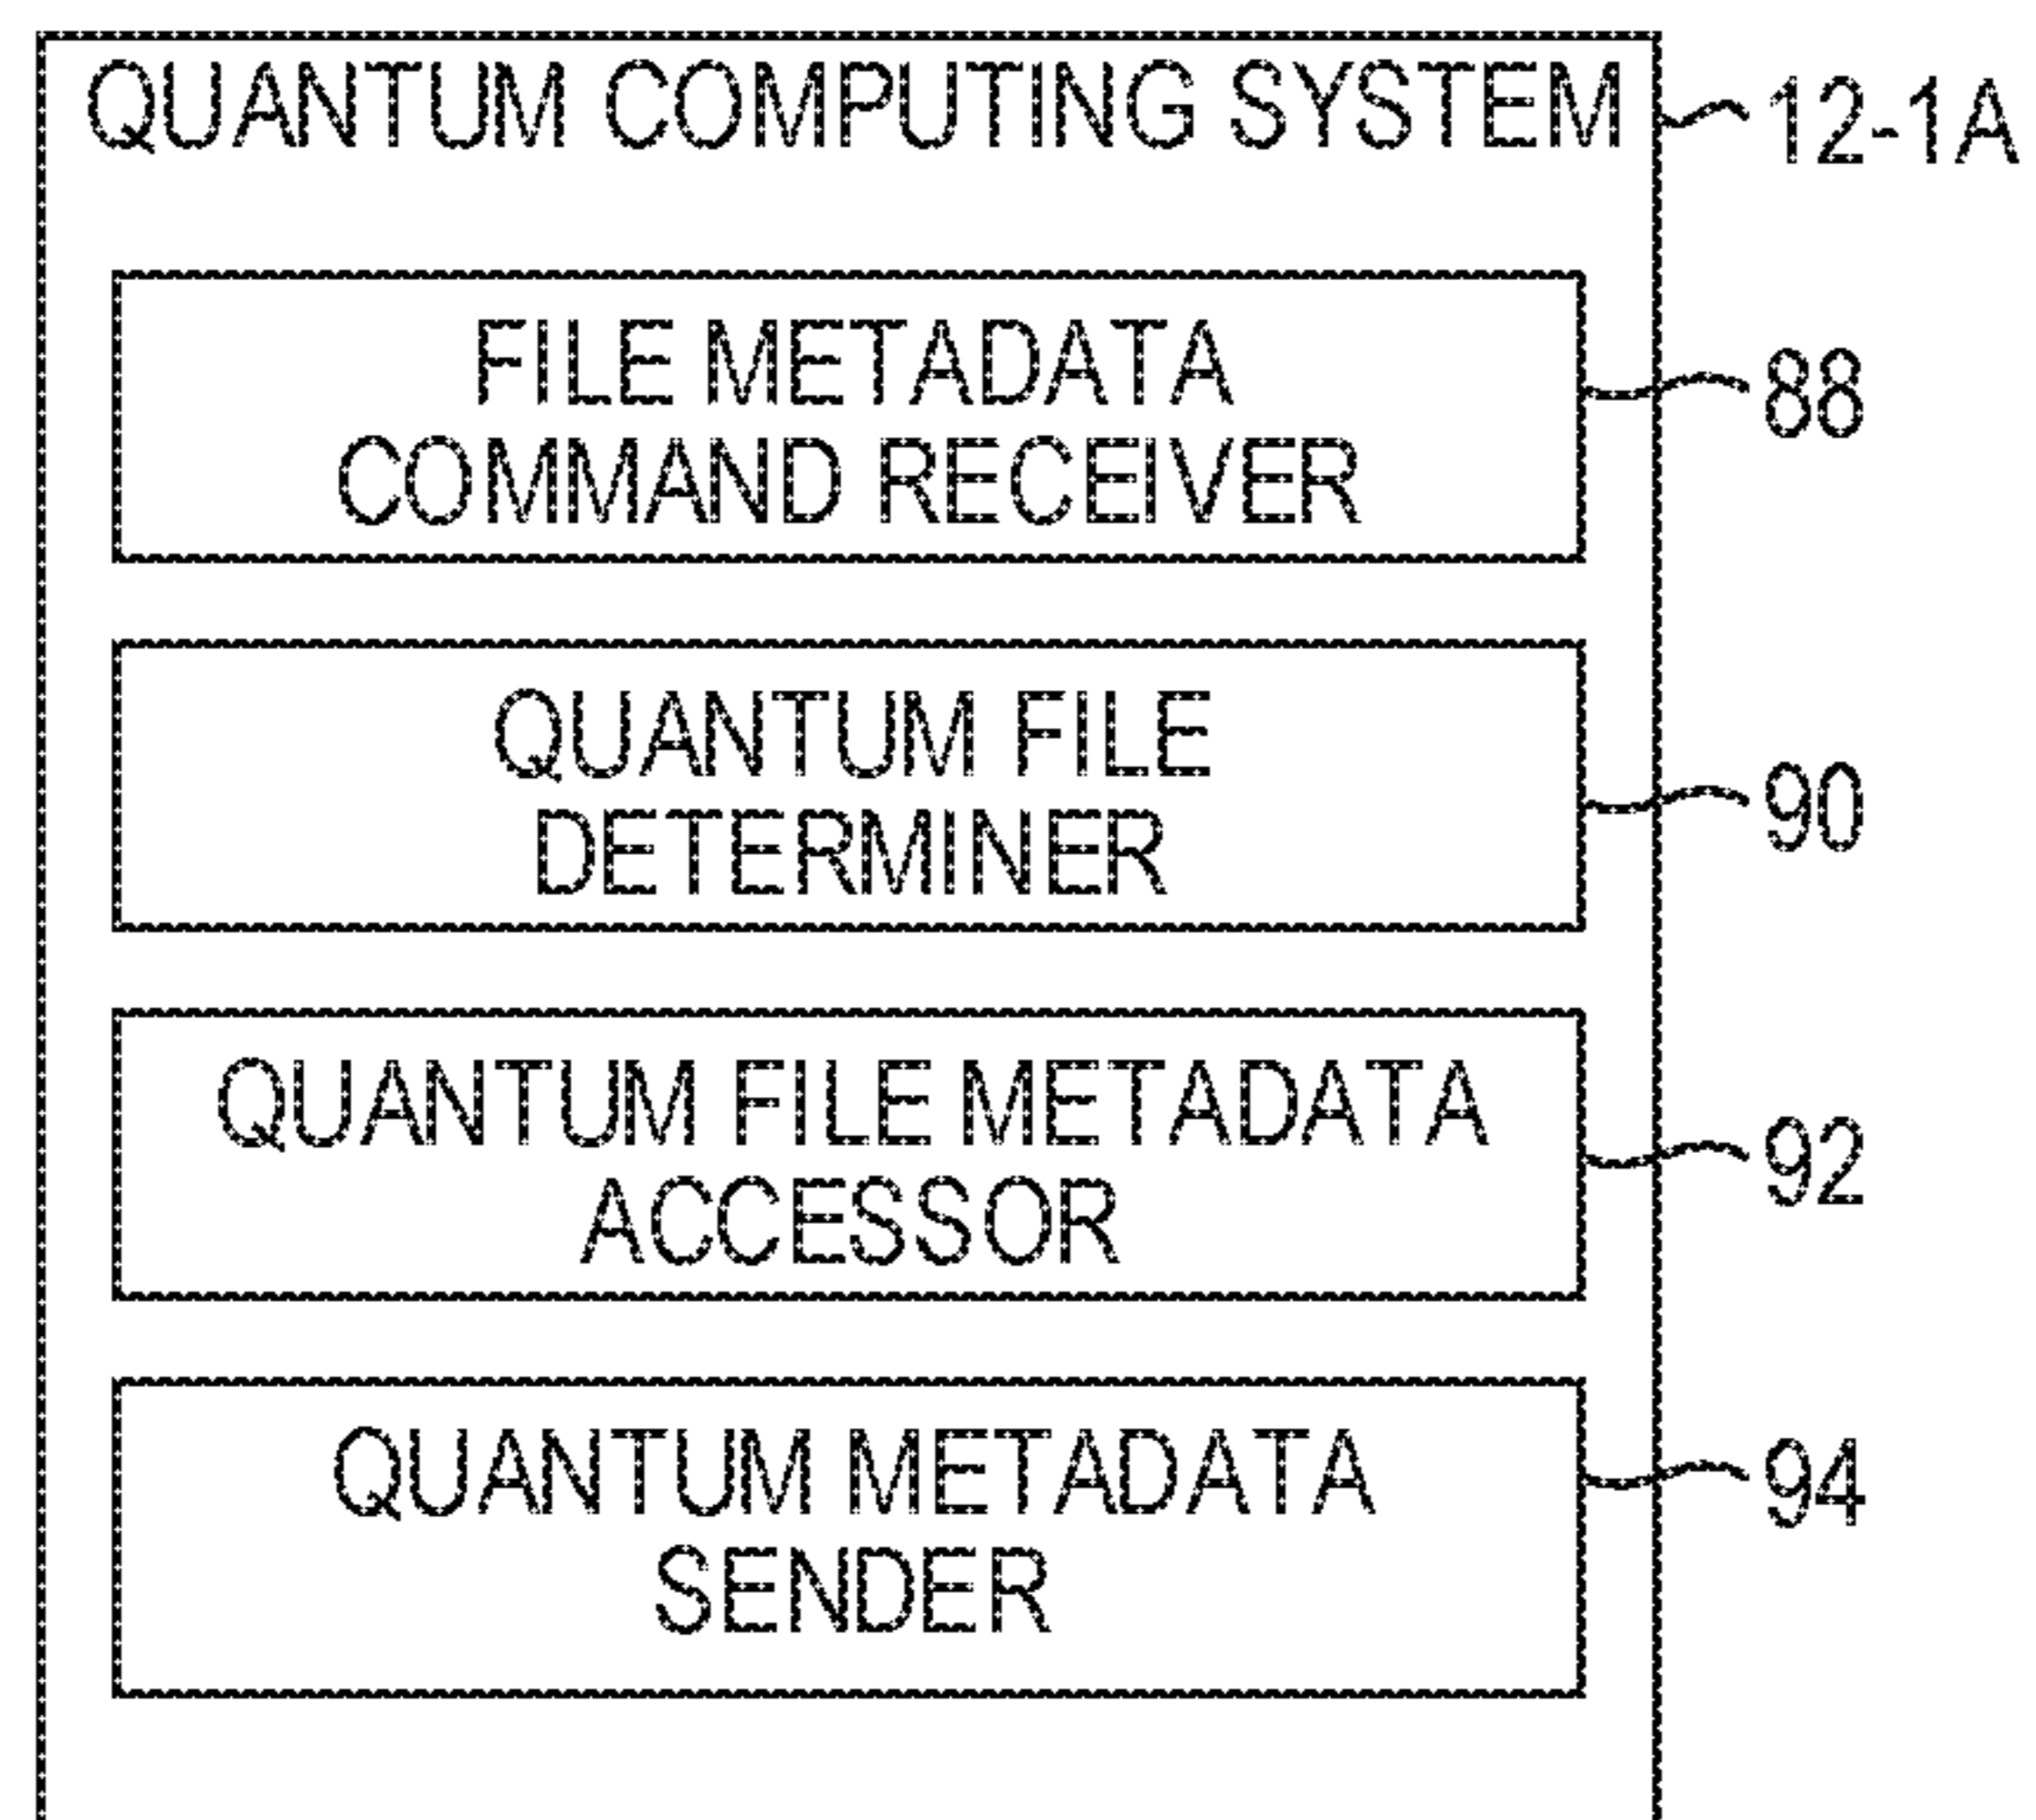 QUANTUM COMPUTING SYSTEM
12-1A
FILE METADATA
COMMAND RECEIVER
88
QUANTUM FILE
DETERMINER
90
QUANTUM FILE METADATA
ACCESSOR
92
QUANTUM METADATA
SENDER
94